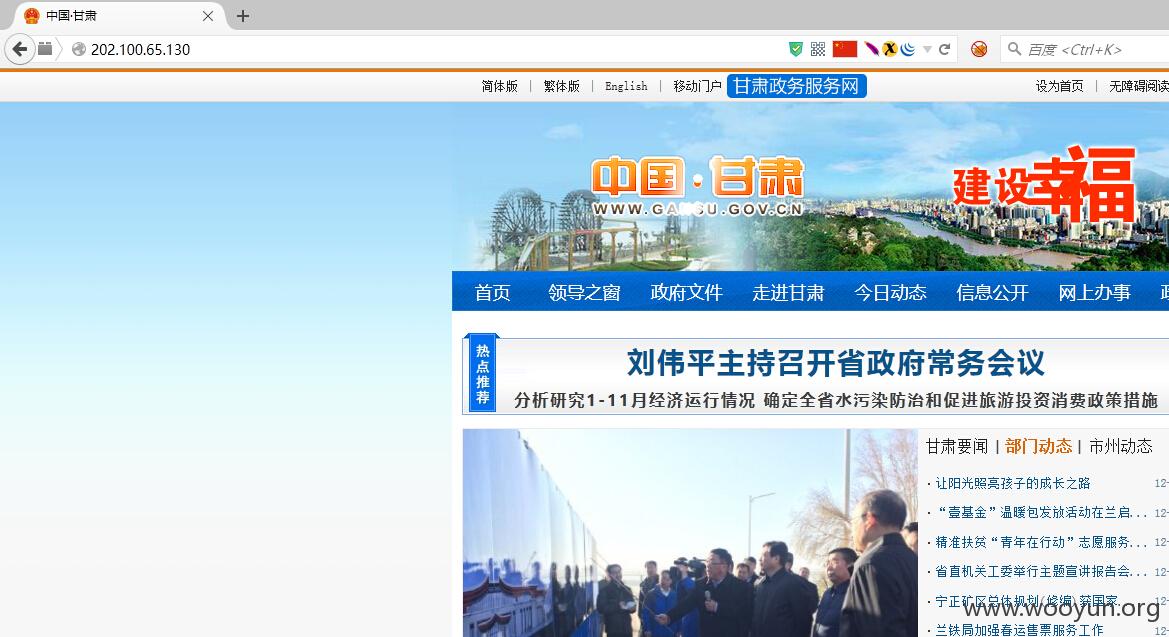 中国·甘肃
202.100.65.130
百度 <Ctrl+K>
简体版 | 繁体版 | English | 移动门户 甘肃政务服务网
设为首页 | 无障碍阅读
中国·甘肃
WWW.GANSU.GOV.CN
建设幸福
首页 领导之窗 政府文件 走进甘肃 今日动态 信息公开 网上办事
热点推荐
刘伟平主持召开省政府常务会议
分析研究1-11月经济运行情况 确定全省水污染防治和促进旅游投资消费政策措施
甘肃要闻 | 部门动态 | 市州动态
· 让阳光照亮孩子的成长之路 12-
· “壹基金”温暖包发放活动在兰启... 12-
· 精准扶贫“青年在行动”志愿服务... 12-
· 省直机关工委举行主题宣讲报告会... 12-
· 宁正矿区总体规划(修编)获国家... 12-
www.wooyun.org
· 兰铁局加强春运售票服务工作 12-